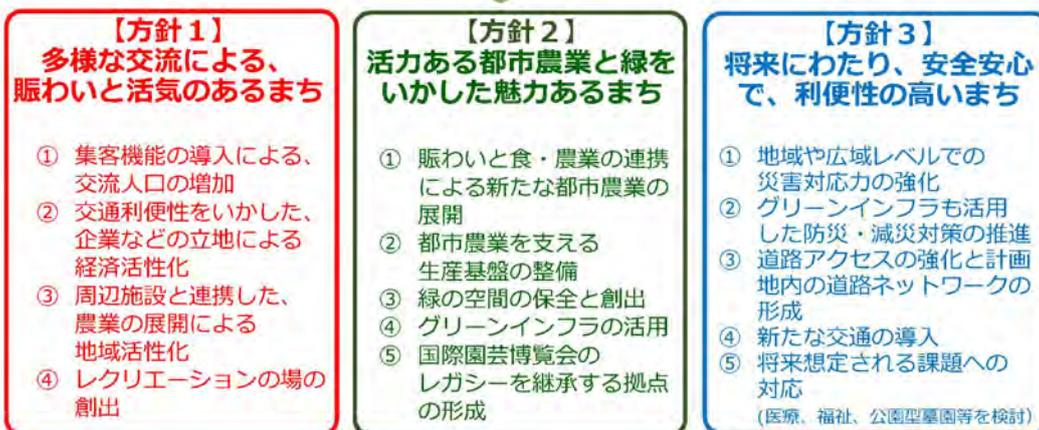 【方針1】
多様な交流による、
賑わいと活気のあるまち
① 集客機能の導入による、
交流人口の増加
② 交通利便性をいかした、
企業などの立地による
経済活性化
③ 周辺施設と連携した、
農業の展開による
地域活性化
④ レクリエーションの場の
創出
【方針2】
活力ある都市農業と緑を
いかした魅力あるまち
① 賑わいと食・農業の連携
による新たな都市農業の
展開
② 都市農業を支える
生産基盤の整備
③ 緑の空間の保全と創出
④ グリーンインフラの活用
⑤ 国際園芸博覧会の
レガシーを継承する拠点
の形成
【方針3】
将来にわたり、安全安心
で、利便性の高いまち
① 地域や広域レベルでの
災害対応力の強化
② グリーンインフラも活用
した防災・減災対策の推進
③ 道路アクセスの強化と計画
地内の道路ネットワークの
形成
④ 新たな交通の導入
⑤ 将来想定される課題への
対応
(医療、福祉、公園型墓園等を検討)